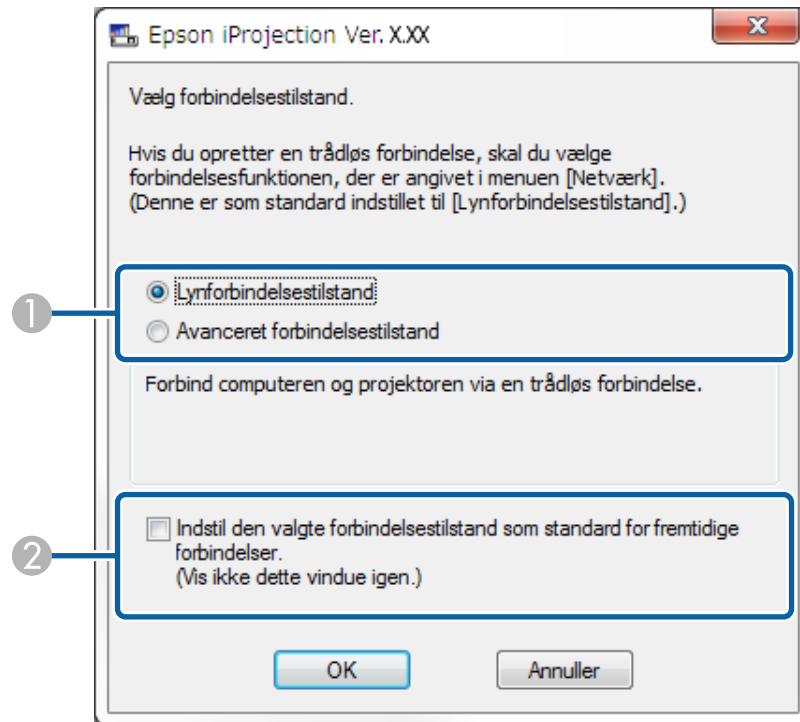 Epson iProjection Ver. X.XX
Vælg forbindelsestilstand.
Hvis du opretter en trådløs forbindelse, skal du vælge
forbindelsesfunktionen, der er angivet i menuen [Netværk].
(Denne er som standard indstillet til [Lynforbindelsestilstand].)
1
Lynforbindelsestilstand
Avanceret forbindelsestilstand
Forbind computeren og projektoren via en trådløs forbindelse.
2
Indstil den valgte forbindelsestilstand som standard for fremtidige
forbindelser.
(Vis ikke dette vindue igen.)
OK
Annuller